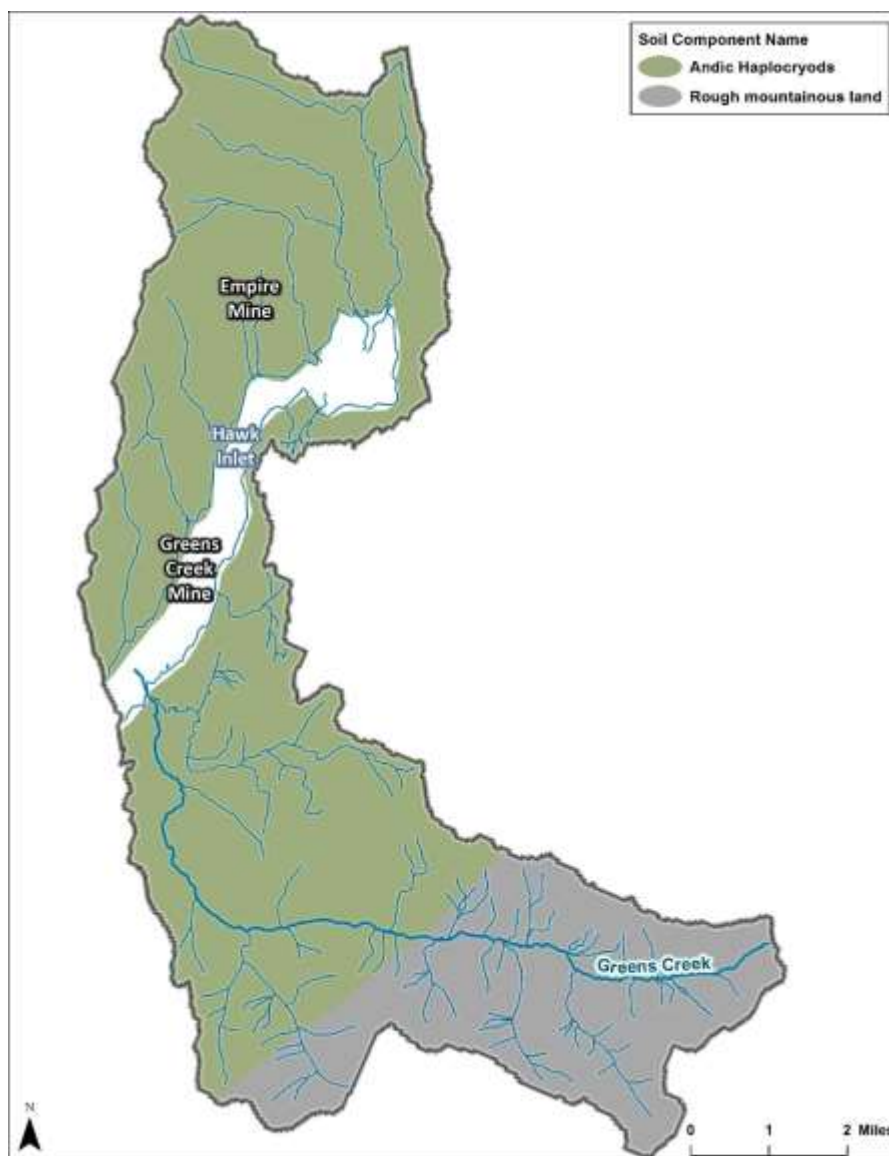 Soil Component Name
Andic Haplocryods
Rough mountainous land
Empire
Mine
Hawk
Inlet
Greens
Creek
Mine
Greens Creek
N
0 1 2 Miles